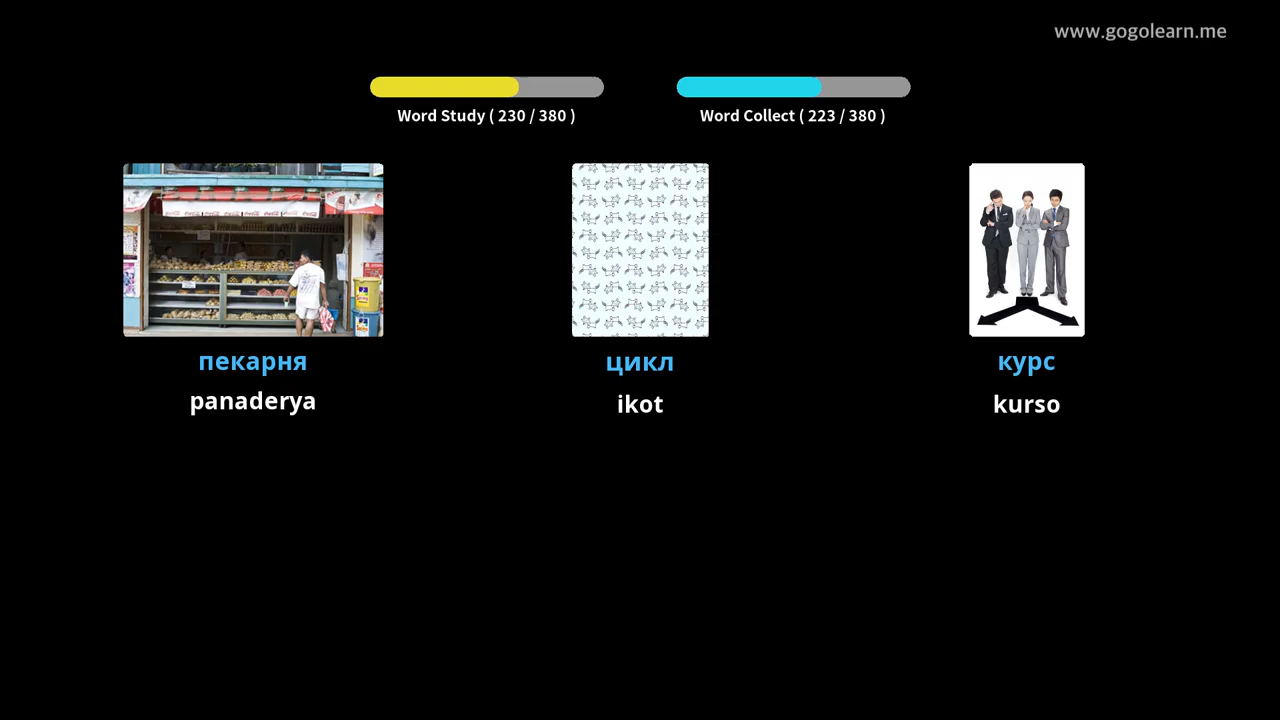 www.gogolearn.me
Word Study ( 230 / 380 )
Word Collect ( 223 / 380 )
пекарня
цикл
курс
panaderya
ikot
kurso